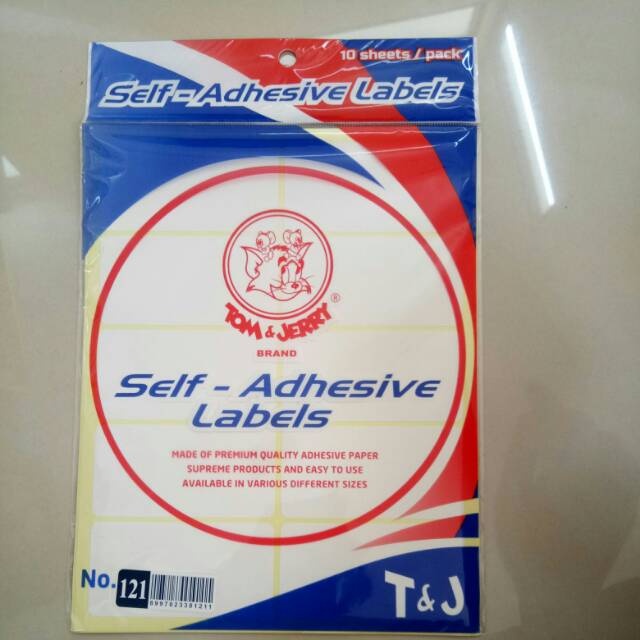 10 sheets / pack
Self - Adhesive Labels
TOM & JERRY ®
BRAND
Self - Adhesive
Labels
MADE OF PREMIUM QUALITY ADHESIVE PAPER
SUPREME PRODUCTS AND EASY TO USE
AVAILABLE IN VARIOUS DIFFERENT SIZES
No. 121
8997023381211
T & J